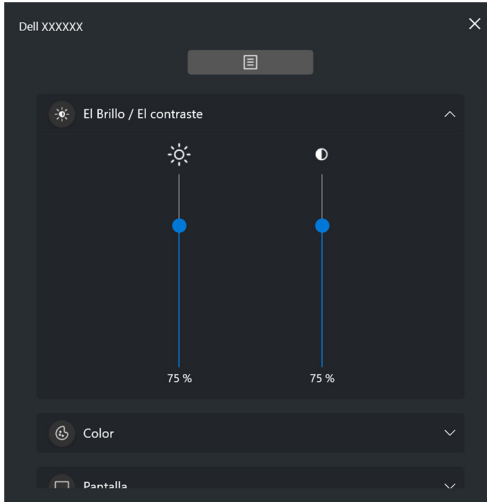 Dell XXXXXX
El Brillo / El contraste
75 % 75 %
Color
Pantalla